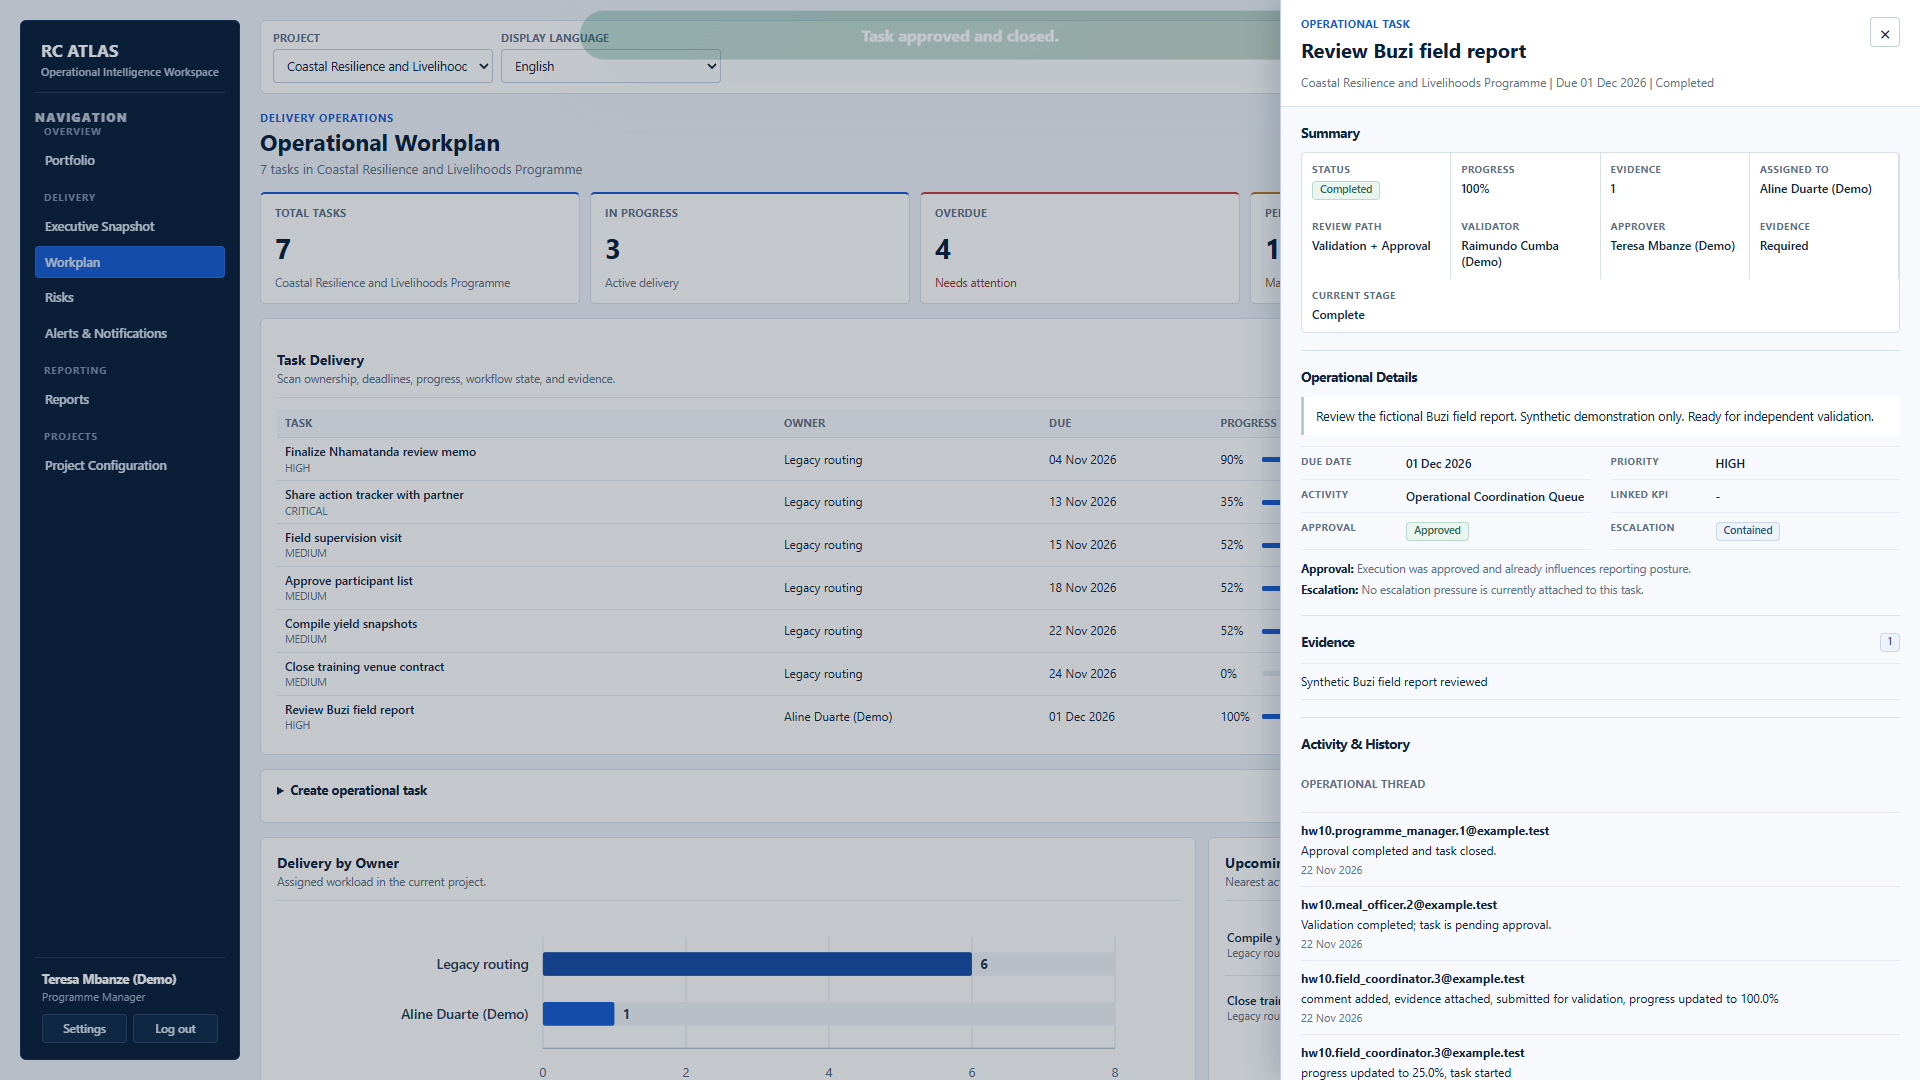 RC ATLAS
Operational Intelligence Workspace
NAVIGATION
OVERVIEW
Portfolio
DELIVERY
Executive Snapshot
Workplan
Risks
Alerts & Notifications
REPORTING
Reports
PROJECTS
Project Configuration
Teresa Mbanze (Demo)
Programme Manager
Settings
Log out
PROJECT
Coastal Resilience and Livelihooc
DISPLAY LANGUAGE
English
Task approved and closed.
DELIVERY OPERATIONS
Operational Workplan
7 tasks in Coastal Resilience and Livelihoods Programme
TOTAL TASKS
7
Coastal Resilience and Livelihoods Programme
IN PROGRESS
3
Active delivery
OVERDUE
4
Needs attention
PE
1
Ma
Task Delivery
Scan ownership, deadlines, progress, workflow state, and evidence.
TASK OWNER DUE PROGRESS
Finalize Nhamatanda review memo
HIGH
Legacy routing 04 Nov 2026 90%
Share action tracker with partner
CRITICAL
Legacy routing 13 Nov 2026 35%
Field supervision visit
MEDIUM
Legacy routing 15 Nov 2026 52%
Approve participant list
MEDIUM
Legacy routing 18 Nov 2026 52%
Compile yield snapshots
MEDIUM
Legacy routing 22 Nov 2026 52%
Close training venue contract
MEDIUM
Legacy routing 24 Nov 2026 0%
Review Buzi field report
HIGH
Aline Duarte (Demo) 01 Dec 2026 100%
Create operational task
Delivery by Owner
Assigned workload in the current project.
Legacy routing 6
Aline Duarte (Demo) 1
0 2 4 6 8
Upcomin
Nearest ac
Compile y
Legacy rou
Close trai
Legacy rou
OPERATIONAL TASK
Review Buzi field report
Coastal Resilience and Livelihoods Programme | Due 01 Dec 2026 | Completed
×
Summary
STATUS
Completed
PROGRESS
100%
EVIDENCE
1
ASSIGNED TO
Aline Duarte (Demo)
REVIEW PATH
Validation + Approval
VALIDATOR
Raimundo Cumba
(Demo)
APPROVER
Teresa Mbanze (Demo)
EVIDENCE
Required
CURRENT STAGE
Complete
Operational Details
Review the fictional Buzi field report. Synthetic demonstration only. Ready for independent validation.
DUE DATE 01 Dec 2026
PRIORITY HIGH
ACTIVITY Operational Coordination Queue
LINKED KPI -
APPROVAL Approved
ESCALATION Contained
Approval: Execution was approved and already influences reporting posture.
Escalation: No escalation pressure is currently attached to this task.
Evidence 1
Synthetic Buzi field report reviewed
Activity & History
OPERATIONAL THREAD
hw10.programme_manager.1@example.test
Approval completed and task closed.
22 Nov 2026
hw10.meal_officer.2@example.test
Validation completed; task is pending approval.
22 Nov 2026
hw10.field_coordinator.3@example.test
comment added, evidence attached, submitted for validation, progress updated to 100.0%
22 Nov 2026
hw10.field_coordinator.3@example.test
progress updated to 25.0%, task started